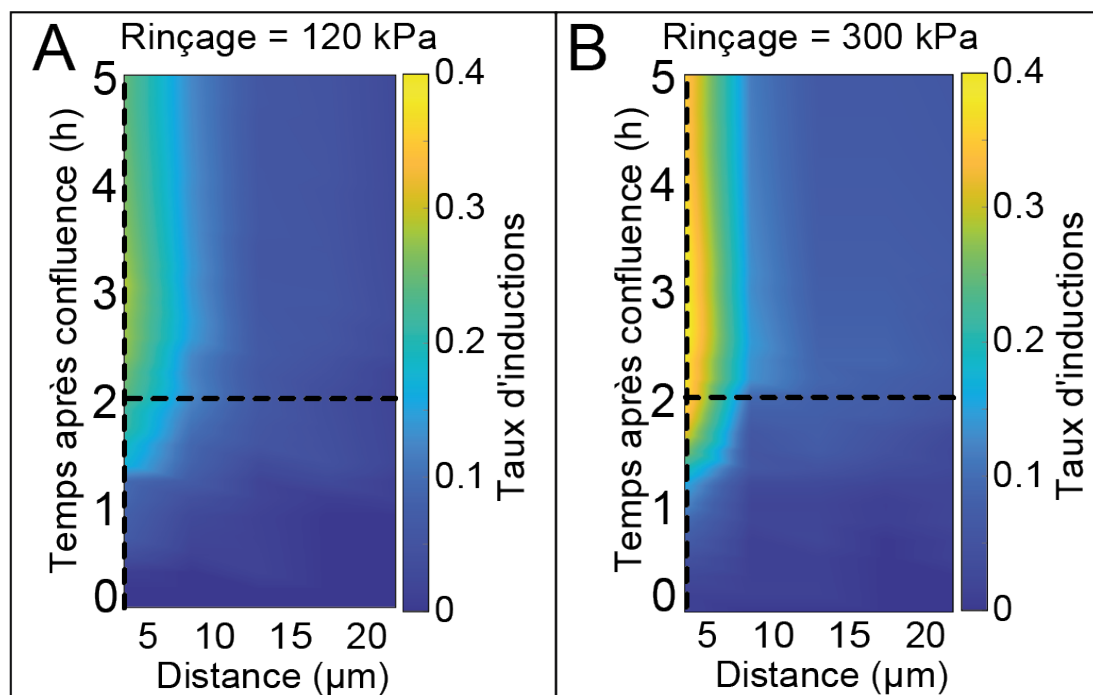 A
Rinçage = 120 kPa
Temps après confluence (h)
5
4
3
2
1
0
5 10 15 20
Distance (µm)
0.4
0.3
0.2
0.1
0
Taux d'inductions
B
Rinçage = 300 kPa
Temps après confluence (h)
5
4
3
2
1
0
5 10 15 20
Distance (µm)
0.4
0.3
0.2
0.1
0
Taux d'inductions